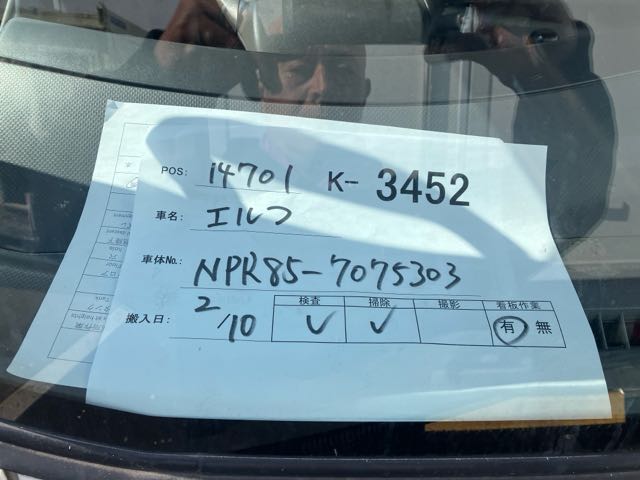 POS: 14701 K- 3452
車名: エルフ
車体No.: NPR85-7075303
搬入日: 2/10
検査 掃除 撮影 看板作業
✓ ✓ 有 無